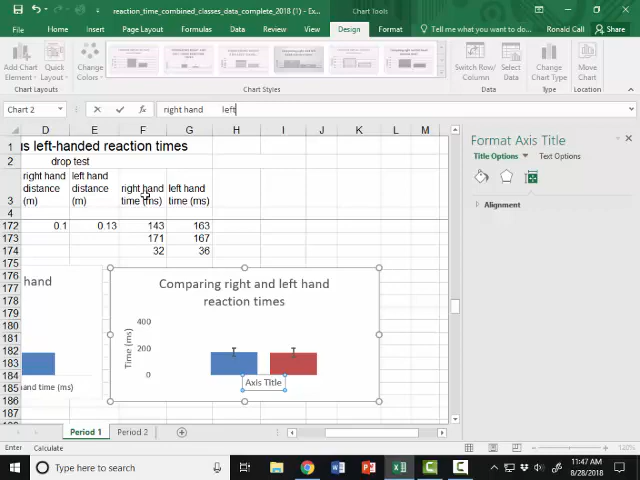 reaction_time_combined_classes_data_complete_2018 (1) - Ex...
Chart Tools
Ronald Call
File
Home
Insert
Page Layout
Formulas
Data
Review
View
Design
Format
Tell me
Share
Add Chart Element
Quick Layout
Change Colors
Switch Row/ Column
Select Data
Change Chart Type
Move Chart
Chart Layouts
Chart Styles
Data
Type
Location
Chart 2
fx
right hand left
D E F G H I J K L M
1 is left-handed reaction times
2 drop test
right hand distance (m)
left hand distance (m)
right hand time (ms)
left hand time (ms)
3
4
172 0.1 0.13 143 163
173 171 167
174 32 36
175
176
177
178
179
180
181
182
183
184
185
186
187
hand
hand time (ms)
Comparing right and left hand
reaction times
Time (ms)
400
200
0
Axis Title
Format Axis Title
Title Options
Text Options
Alignment
Period 1
Period 2
Enter
Calculate
120%
Type here to search
11:47 AM
8/28/2018